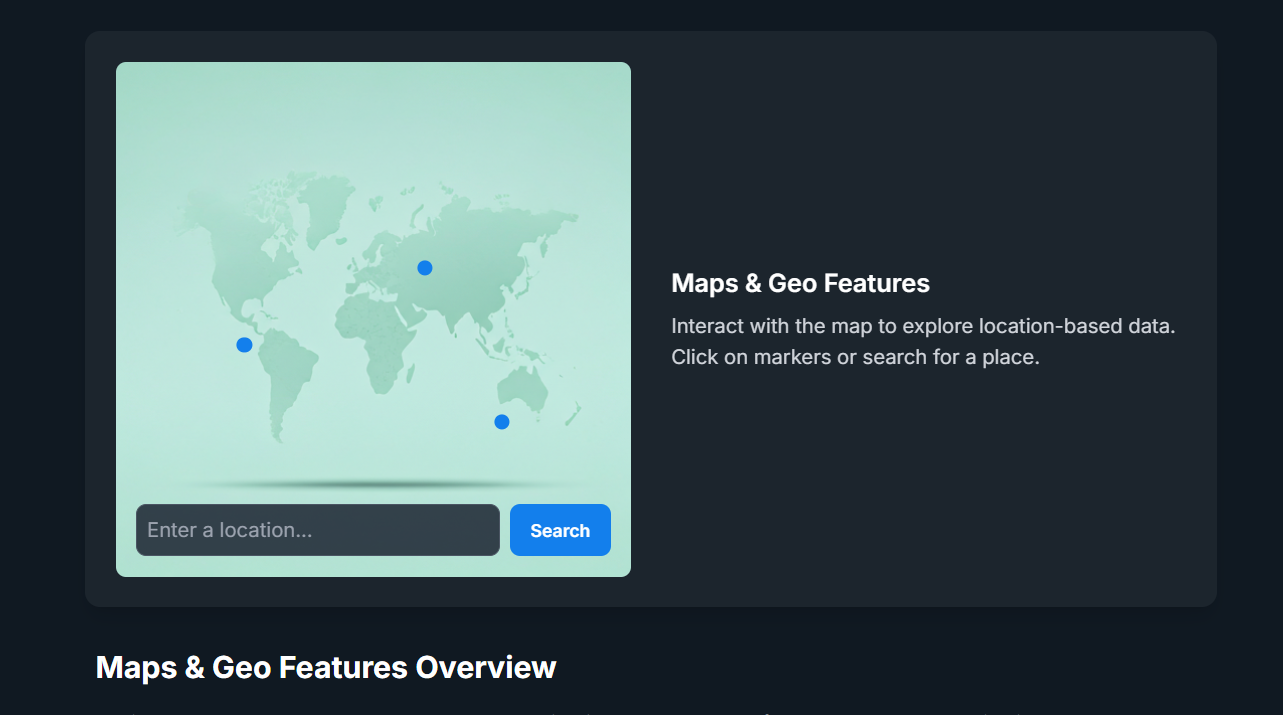 Maps & Geo Features
Interact with the map to explore location-based data.
Click on markers or search for a place.
Enter a location...
Search
Maps & Geo Features Overview